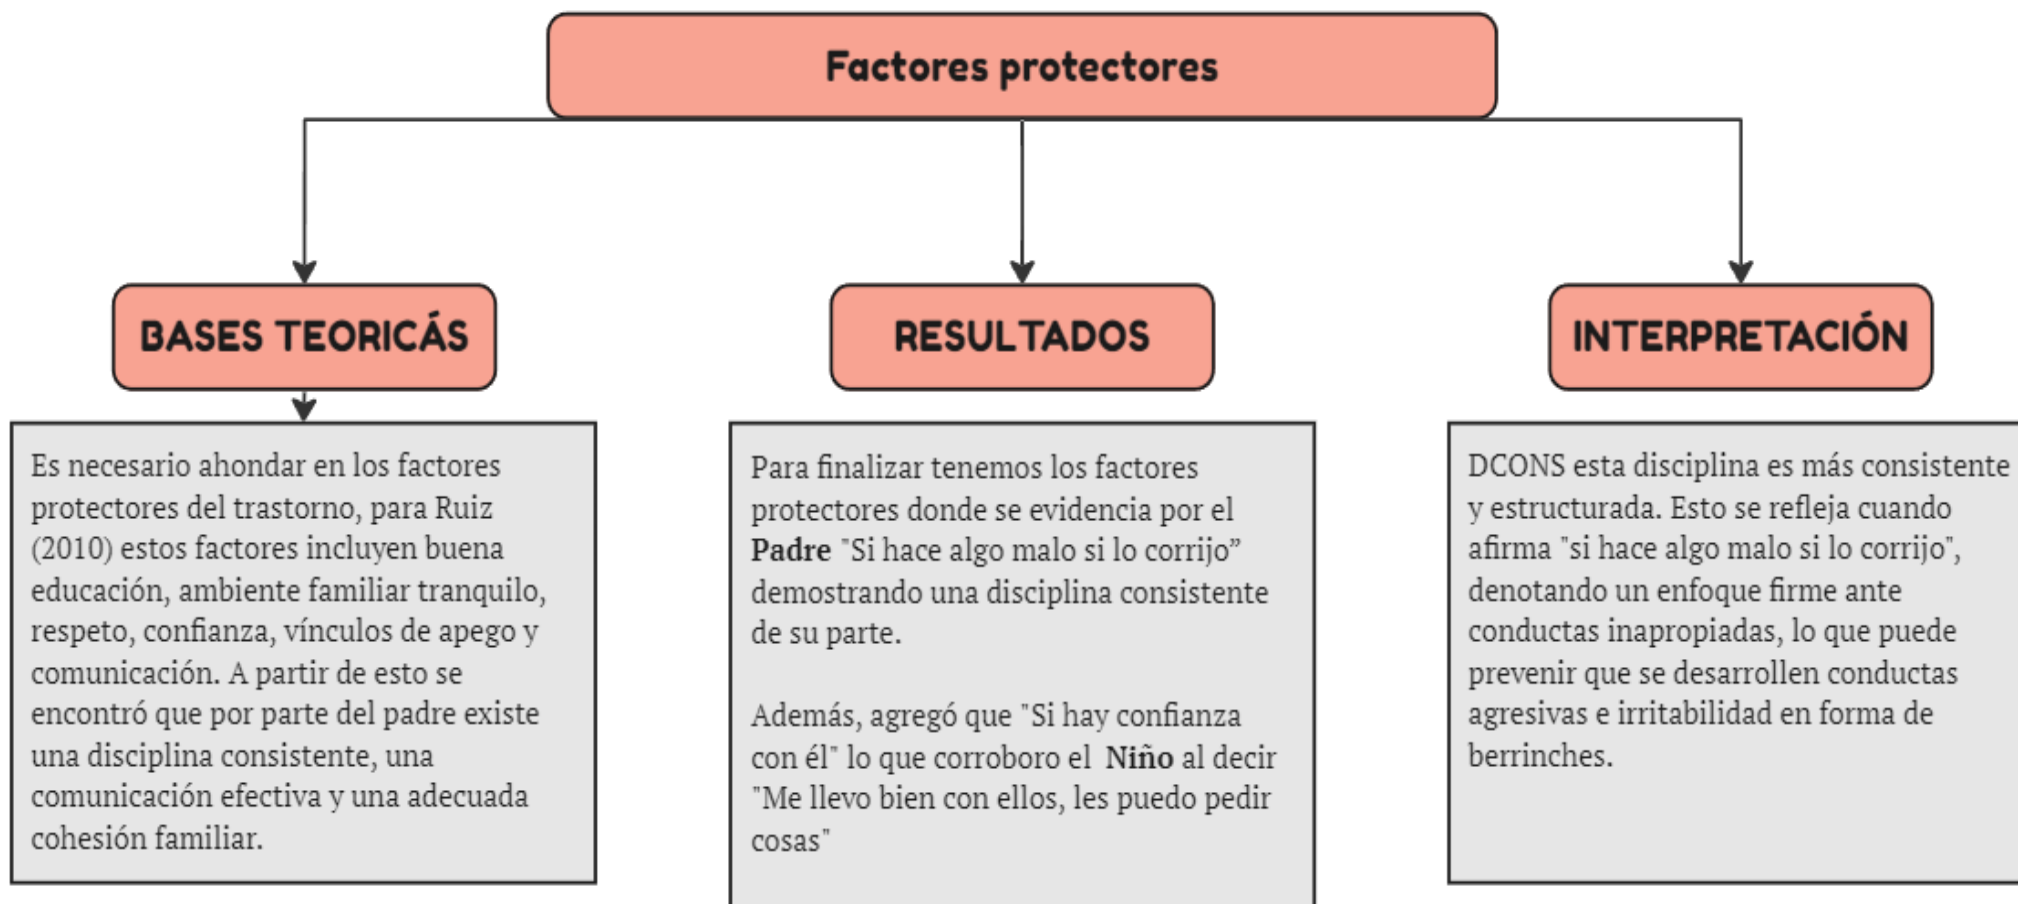 Factores protectores
BASES TEORICÁS
Es necesario ahondar en los factores
protectores del trastorno, para Ruiz
(2010) estos factores incluyen buena
educación, ambiente familiar tranquilo,
respeto, confianza, vínculos de apego y
comunicación. A partir de esto se
encontró que por parte del padre existe
una disciplina consistente, una
comunicación efectiva y una adecuada
cohesión familiar.
RESULTADOS
Para finalizar tenemos los factores
protectores donde se evidencia por el
Padre "Si hace algo malo si lo corrijo”
demostrando una disciplina consistente
de su parte.
Además, agregó que "Si hay confianza
con él" lo que corroboro el Niño al decir
"Me llevo bien con ellos, les puedo pedir
cosas"
INTERPRETACIÓN
DCONS esta disciplina es más consistente
y estructurada. Esto se refleja cuando
afirma "si hace algo malo si lo corrijo",
denotando un enfoque firme ante
conductas inapropiadas, lo que puede
prevenir que se desarrollen conductas
agresivas e irritabilidad en forma de
berrinches.